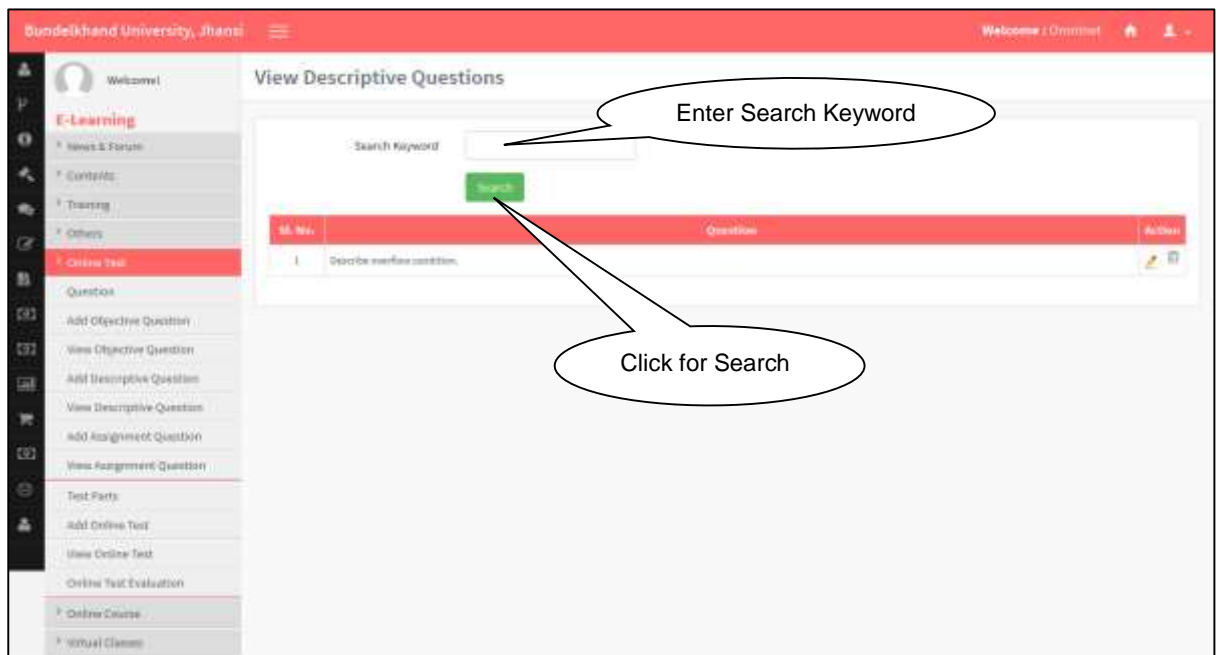 Bundelkhand University, Jhansi
Welcome : Omninet
Welcome!
View Descriptive Questions
Enter Search Keyword
E-Learning
News & Forum
Search Keyword
Contents
Search
Training
Others
Sl. No.
Question
Action
Online Test
1
Describe overflow condition.
Question
Add Objective Question
View Objective Question
Click for Search
Add Descriptive Question
View Descriptive Question
Add Assignment Question
View Assignment Question
Test Parts
Add Online Test
View Online Test
Online Test Evaluation
Online Course
Virtual Classes